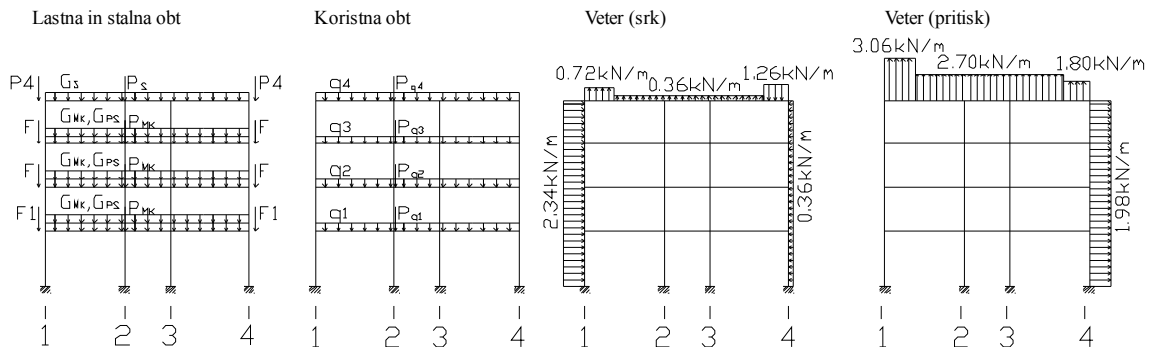 Lastna in stalna obt
Koristna obt
Veter (srk)
Veter (pritisk)
P4 Gs Ps P4
F GMK,GPS PMK F
F GMK,GPS PMK F
F1 GMK,GPS PMK F1
1 2 3 4
q4 Pq4
q3 Pq3
q2 Pq2
q1 Pq1
1 2 3 4
0.72kN/m 0.36kN/m 1.26kN/m
2.34kN/m
0.36kN/m
1 2 3 4
3.06kN/m 2.70kN/m 1.80kN/m
1.98kN/m
1 2 3 4